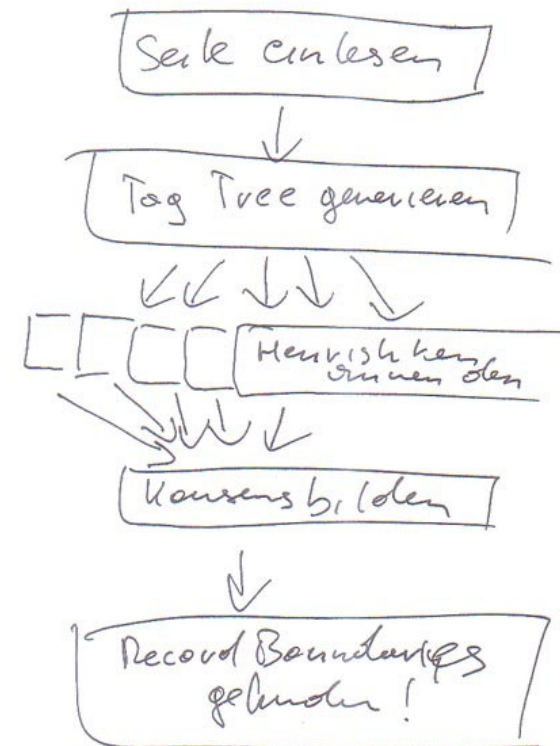 Seite einlesen
Tag Tree generieren
Heuristiken
anwenden
Konsens bilden
Record Boundaries
gefunden!